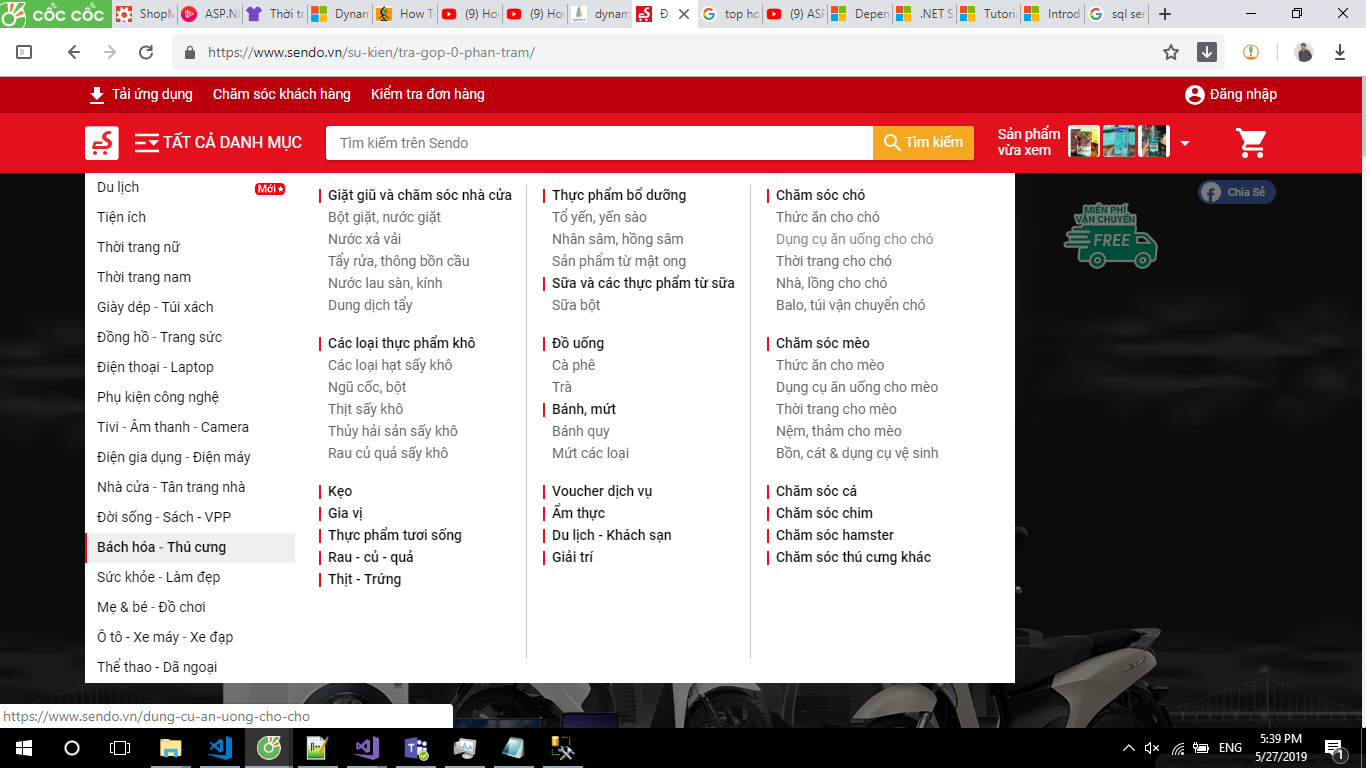 cốc cốc
ShopM
ASP.N
Thời tr
Dynam
How T
(9) Ho
(9) Ho
dynam
Đ
top ho
(9) ASP
Depen
.NET S
Tutoria
Introd
sql ser
https://www.sendo.vn/su-kien/tra-gop-0-phan-tram/
Tải ứng dụng
Chăm sóc khách hàng
Kiểm tra đơn hàng
Đăng nhập
TẤT CẢ DANH MỤC
Tìm kiếm trên Sendo
Tìm kiếm
Sản phẩm
vừa xem
Du lịch
Mới
Tiện ích
Thời trang nữ
Thời trang nam
Giày dép - Túi xách
Đồng hồ - Trang sức
Điện thoại - Laptop
Phụ kiện công nghệ
Tivi - Âm thanh - Camera
Điện gia dụng - Điện máy
Nhà cửa - Tân trang nhà
Đời sống - Sách - VPP
Bách hóa - Thú cưng
Sức khỏe - Làm đẹp
Mẹ & bé - Đồ chơi
Ô tô - Xe máy - Xe đạp
Thể thao - Dã ngoại
Giặt giũ và chăm sóc nhà cửa
Bột giặt, nước giặt
Nước xả vải
Tẩy rửa, thông bồn cầu
Nước lau sàn, kính
Dung dịch tẩy
Các loại thực phẩm khô
Các loại hạt sấy khô
Ngũ cốc, bột
Thịt sấy khô
Thủy hải sản sấy khô
Rau củ quả sấy khô
Kẹo
Gia vị
Thực phẩm tươi sống
Rau - củ - quả
Thịt - Trứng
Thực phẩm bổ dưỡng
Tổ yến, yến sào
Nhân sâm, hồng sâm
Sản phẩm từ mật ong
Sữa và các thực phẩm từ sữa
Sữa bột
Đồ uống
Cà phê
Trà
Bánh, mứt
Bánh quy
Mứt các loại
Voucher dịch vụ
Ẩm thực
Du lịch - Khách sạn
Giải trí
Chăm sóc chó
Thức ăn cho chó
Dụng cụ ăn uống cho chó
Thời trang cho chó
Nhà, lồng cho chó
Balo, túi vận chuyển chó
Chăm sóc mèo
Thức ăn cho mèo
Dụng cụ ăn uống cho mèo
Thời trang cho mèo
Nệm, thảm cho mèo
Bồn, cát & dụng cụ vệ sinh
Chăm sóc cá
Chăm sóc chim
Chăm sóc hamster
Chăm sóc thú cưng khác
Chia Sẻ
MIỄN PHÍ
VẬN CHUYỂN
FREE
https://www.sendo.vn/dung-cu-an-uong-cho-cho
ENG
5:39 PM
5/27/2019
1